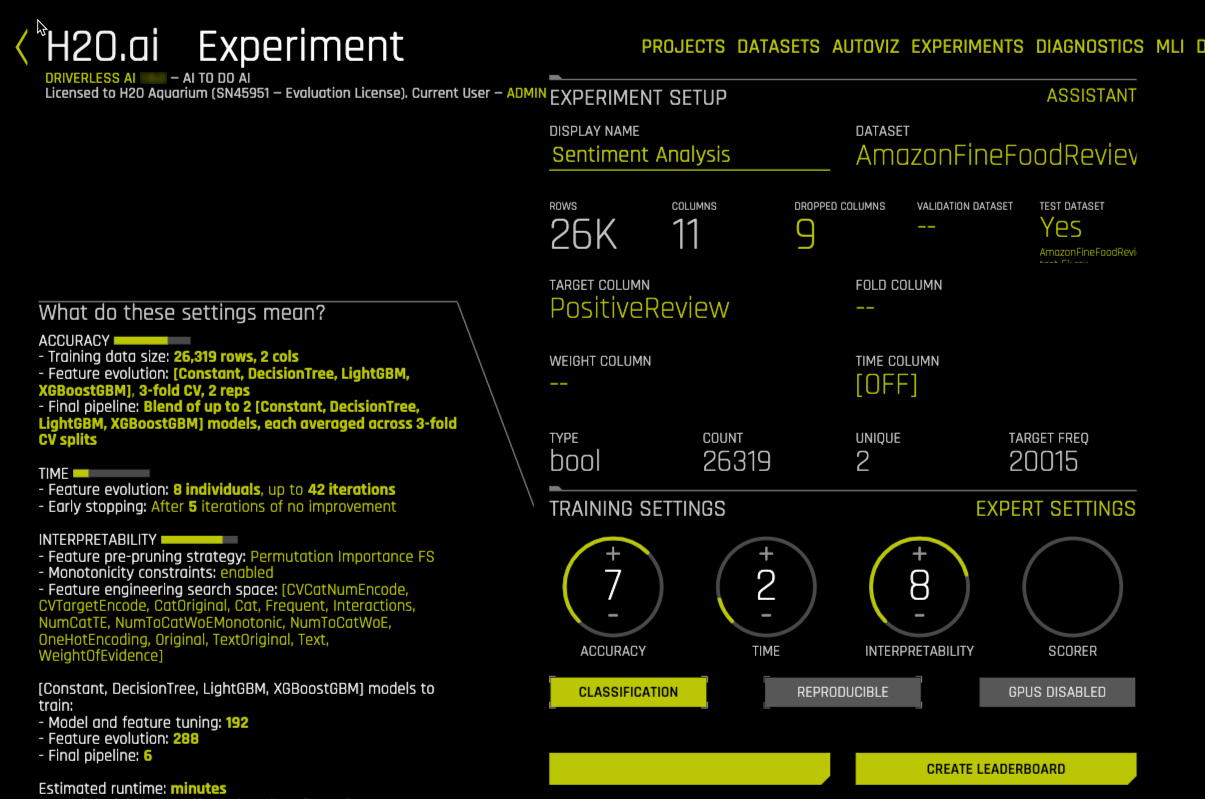 H2O.ai Experiment
PROJECTS DATASETS AUTOVIZ EXPERIMENTS DIAGNOSTICS MLI
DRIVERLESS AI — AI TO DO AI
Licensed to H2O Aquarium (SN45951 — Evaluation License). Current User — ADMIN
EXPERIMENT SETUP
ASSISTANT
DISPLAY NAME
Sentiment Analysis
DATASET
AmazonFineFoodReview
ROWS
26K
COLUMNS
11
DROPPED COLUMNS
9
VALIDATION DATASET
--
TEST DATASET
Yes
AmazonFineFoodRevi
TARGET COLUMN
PositiveReview
FOLD COLUMN
--
WEIGHT COLUMN
--
TIME COLUMN
[OFF]
TYPE
bool
COUNT
26319
UNIQUE
2
TARGET FREQ
20015
What do these settings mean?
ACCURACY
- Training data size: 26,319 rows, 2 cols
- Feature evolution: [Constant, DecisionTree, LightGBM,
XGBoostGBM], 3-fold CV, 2 reps
- Final pipeline: Blend of up to 2 [Constant, DecisionTree,
LightGBM, XGBoostGBM] models, each averaged across 3-fold
CV splits
TIME
- Feature evolution: 8 individuals, up to 42 iterations
- Early stopping: After 5 iterations of no improvement
INTERPRETABILITY
- Feature pre-pruning strategy: Permutation Importance FS
- Monotonicity constraints: enabled
- Feature engineering search space: [CVCatNumEncode,
CVTargetEncode, CatOriginal, Cat, Frequent, Interactions,
NumCatTE, NumToCatWoEMonotonic, NumToCatWoE,
OneHotEncoding, Original, TextOriginal, Text,
WeightOfEvidence]
[Constant, DecisionTree, LightGBM, XGBoostGBM] models to
train:
- Model and feature tuning: 192
- Feature evolution: 288
- Final pipeline: 6
Estimated runtime: minutes
TRAINING SETTINGS
EXPERT SETTINGS
+
7
-
ACCURACY
+
2
-
TIME
+
8
-
INTERPRETABILITY
SCORER
CLASSIFICATION
REPRODUCIBLE
GPUS DISABLED
CREATE LEADERBOARD